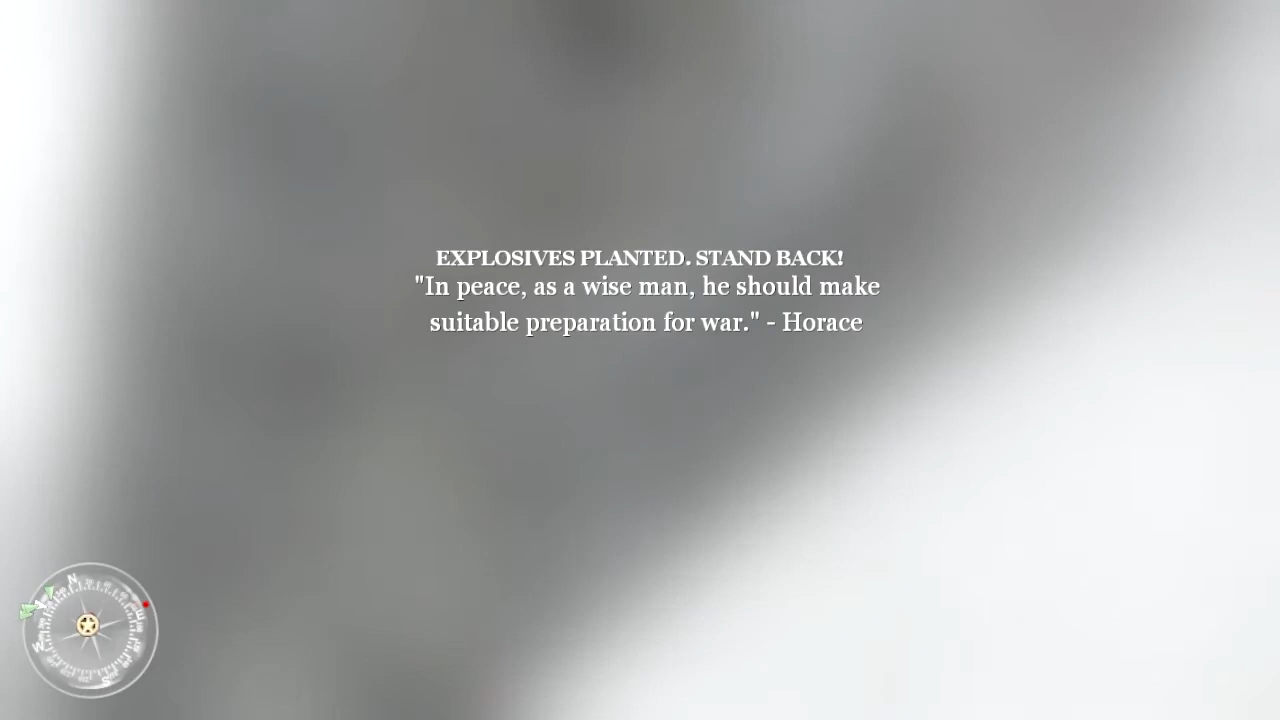 EXPLOSIVES PLANTED. STAND BACK!
"In peace, as a wise man, he should make
suitable preparation for war." - Horace
N
E
S
W